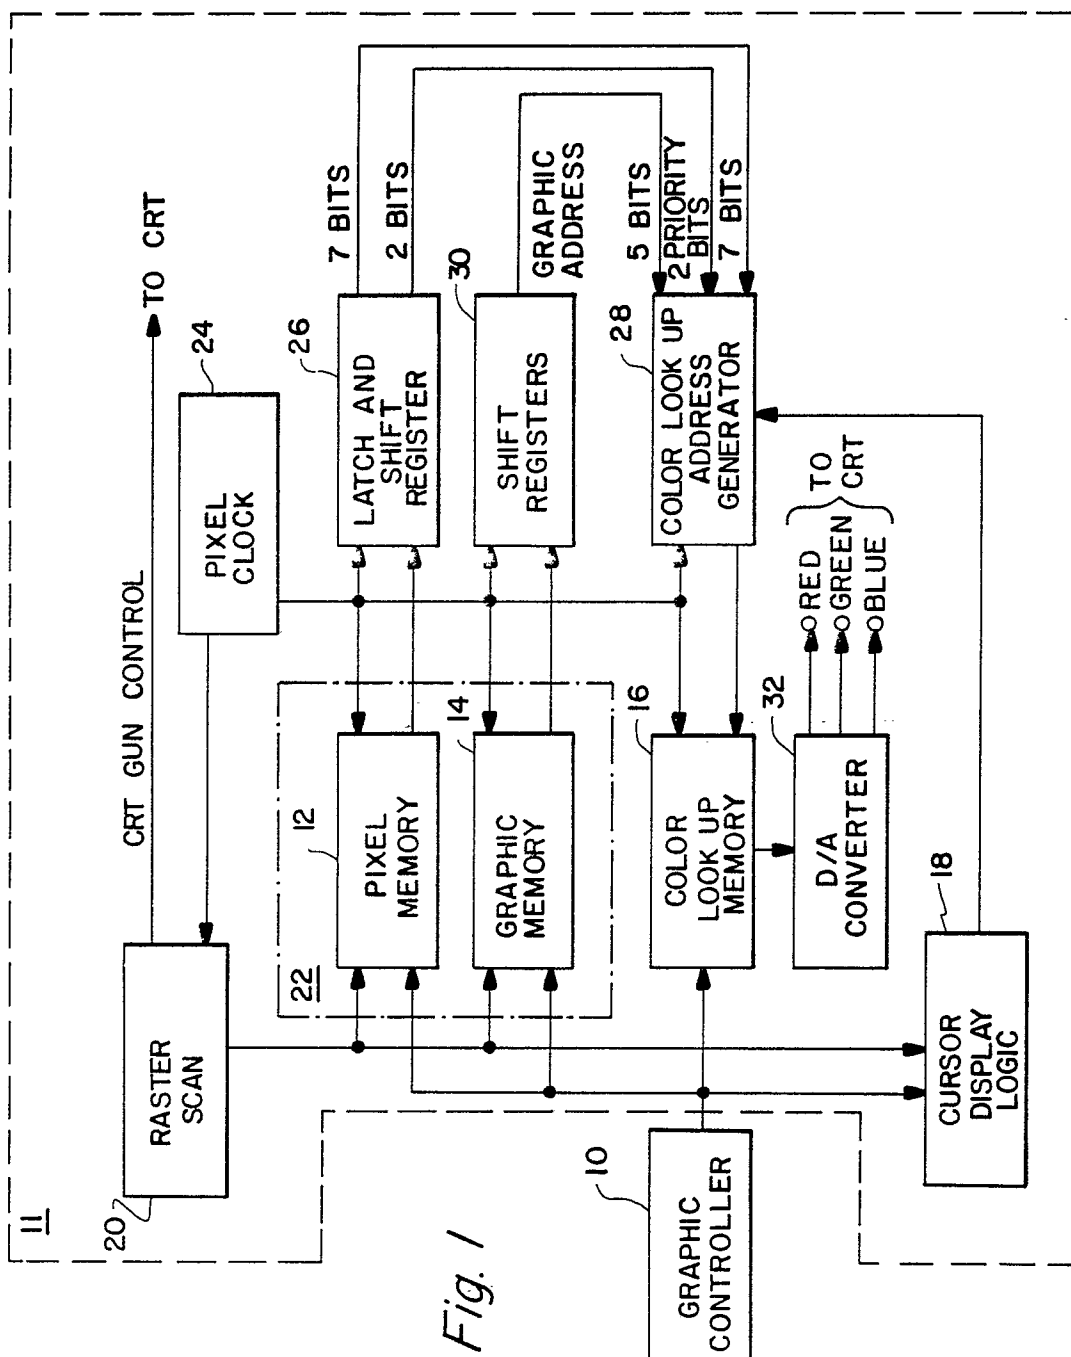 11
20
RASTER
SCAN
CRT GUN CONTROL
TO CRT
24
PIXEL
CLOCK
22
12
PIXEL
MEMORY
14
GRAPHIC
MEMORY
26
LATCH AND
SHIFT
REGISTER
7 BITS
2 BITS
30
SHIFT
REGISTERS
GRAPHIC
ADDRESS
5 BITS
2 PRIORITY
BITS
7 BITS
28
COLOR LOOK UP
ADDRESS
GENERATOR
16
COLOR
LOOK UP
MEMORY
32
D/A
CONVERTER
RED
GREEN
BLUE
TO
CRT
10
GRAPHIC
CONTROLLER
18
CURSOR
DISPLAY
LOGIC
Fig. 1